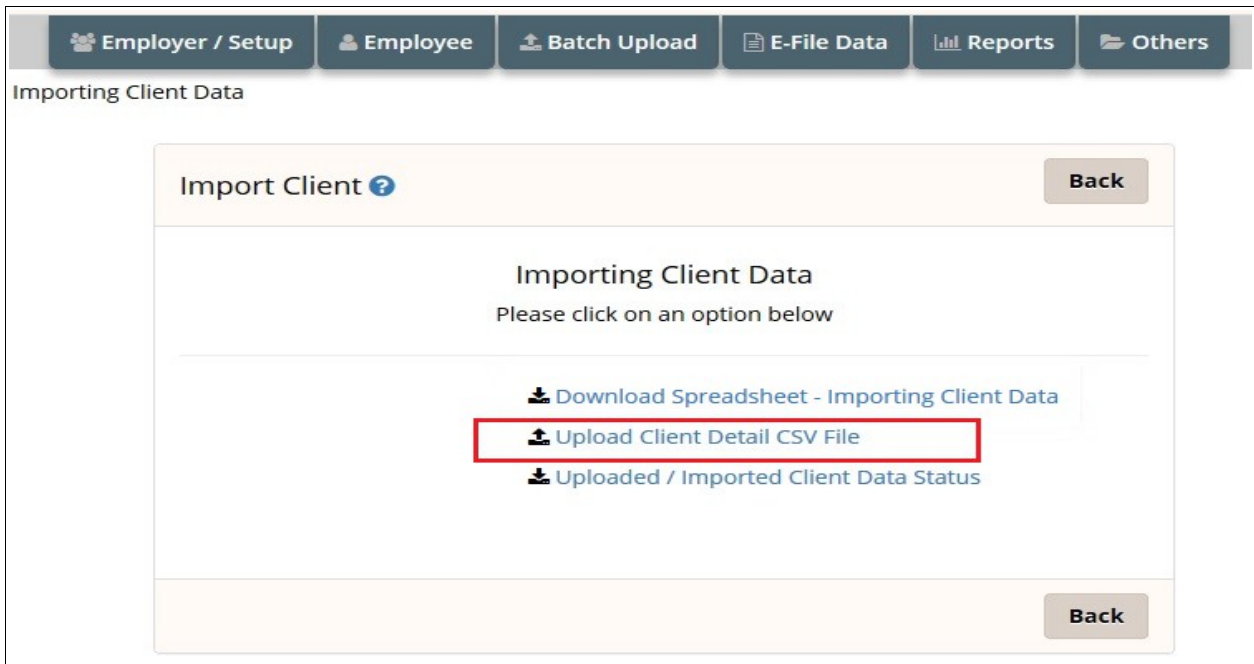 Employer / Setup Employee Batch Upload E-File Data Reports Others
Importing Client Data
Import Client Back
Importing Client Data
Please click on an option below
Download Spreadsheet - Importing Client Data
Upload Client Detail CSV File
Uploaded / Imported Client Data Status
Back